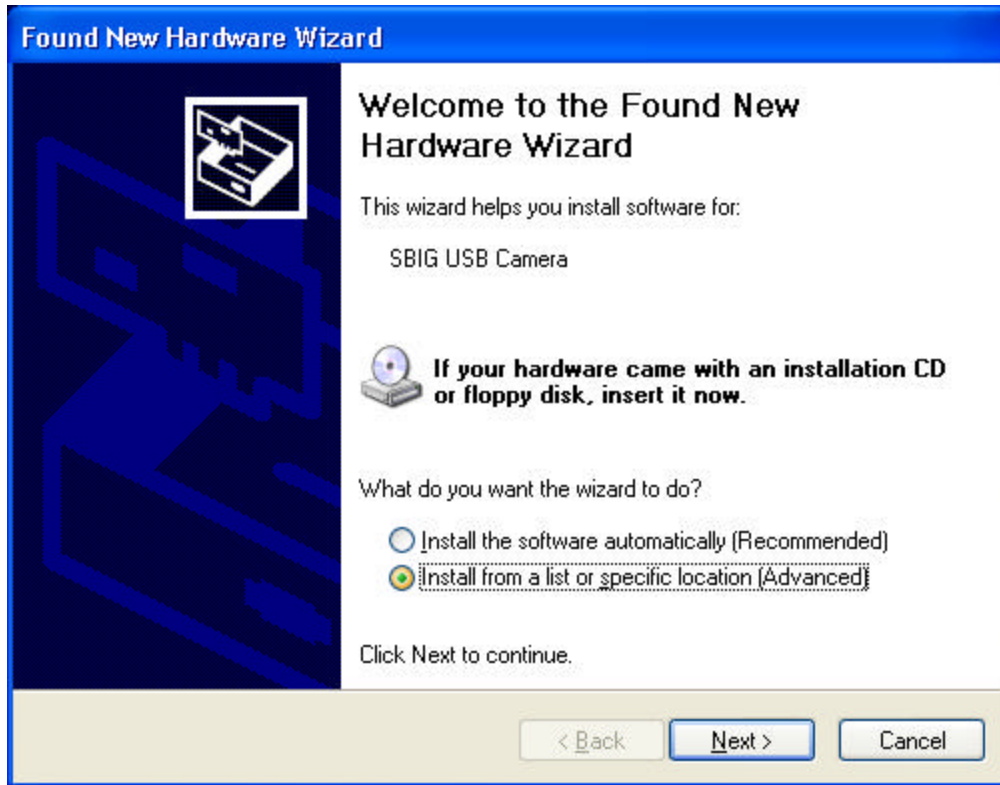 Found New Hardware Wizard
Welcome to the Found New
Hardware Wizard
This wizard helps you install software for:
SBIG USB Camera
If your hardware came with an installation CD
or floppy disk, insert it now.
What do you want the wizard to do?
Install the software automatically (Recommended)
Install from a list or specific location (Advanced)
Click Next to continue.
< Back
Next >
Cancel